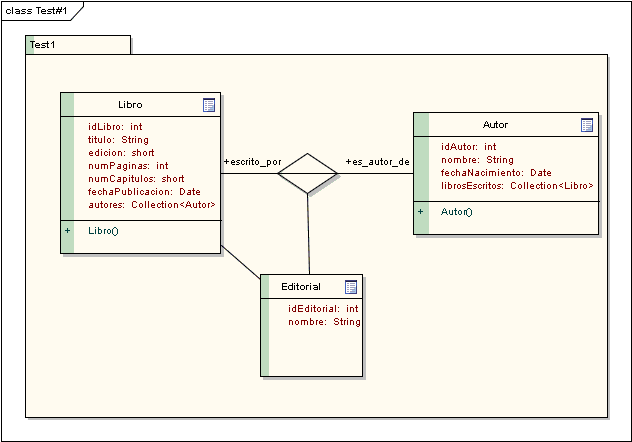 class Test#1
Test1
Libro
idLibro: int
titulo: String
edicion: short
numPaginas: int
numCapitulos: short
fechaPublicacion: Date
autores: Collection<Autor>
+ Libro()
+escrito_por
+es_autor_de
Autor
idAutor: int
nombre: String
fechaNacimiento: Date
librosEscritos: Collection<Libro>
+ Autor()
Editorial
idEditorial: int
nombre: String